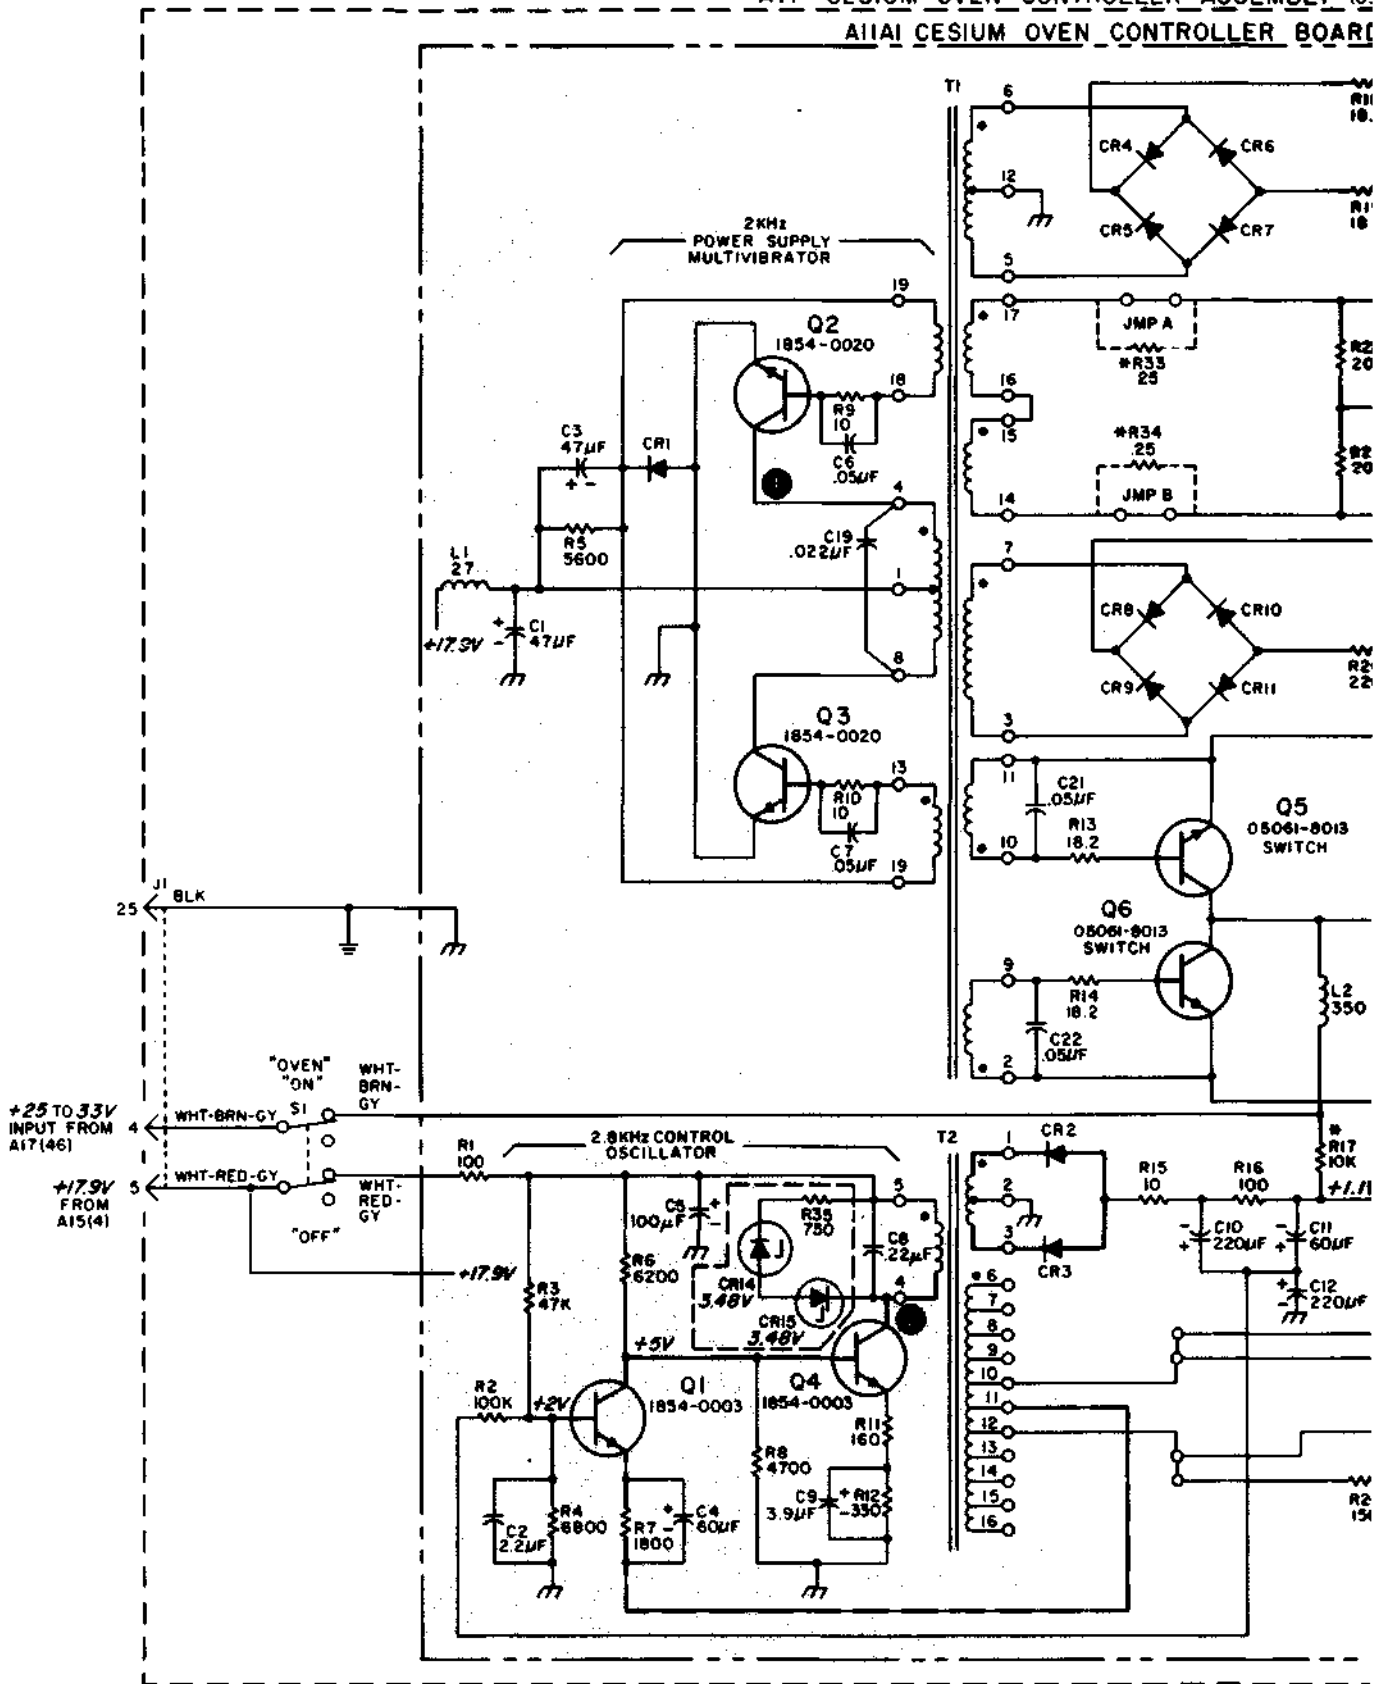 A11A1 CESIUM OVEN CONTROLLER BOARD
T1
6
CR4
CR6
12
CR5
CR7
5
2KHz
POWER SUPPLY
MULTIVIBRATOR
19
17
Q2
1854-0020
JMP A
*R33
25
18
16
R9
10
C6
.05µF
15
*R34
25
JMP B
14
C3
47µF
+ -
CR1
4
R5
5600
C19
.022µF
L1
27
1
+17.9V
+
-
C1
47µF
8
7
CR8
CR10
CR9
CR11
3
Q3
1854-0020
13
R10
10
C7
.05µF
19
11
C21
.05µF
R13
18.2
10
Q5
05061-8013
SWITCH
Q6
05061-8013
SWITCH
9
R14
18.2
C22
.05µF
2
L2
350
J1
25
BLK
"OVEN"
"ON"
S1
WHT-
BRN-
GY
+25 TO 33V
INPUT FROM
A17(46)
4
WHT-BRN-GY
+17.9V
FROM
A15(4)
5
WHT-RED-GY
WHT-
RED-
GY
"OFF"
+17.9V
R1
100
2.8KHz CONTROL
OSCILLATOR
T2
1
CR2
2
3
CR3
R15
10
R16
100
*
R17
10K
-
+
C10
220µF
-
+
C11
60µF
+
-
C12
220µF
C5
100µF
+
-
R35
750
5
C8
.22µF
4
R6
6200
R3
47K
CR14
3.48V
CR15
3.48V
6
7
8
9
10
11
12
13
14
15
16
+5V
R2
100K
+2V
Q1
1854-0003
Q4
1854-0003
R11
160
R8
4700
C9
3.9µF
+
-
R12
330
C2
2.2µF
R4
6800
R7
1800
+
-
C4
60µF